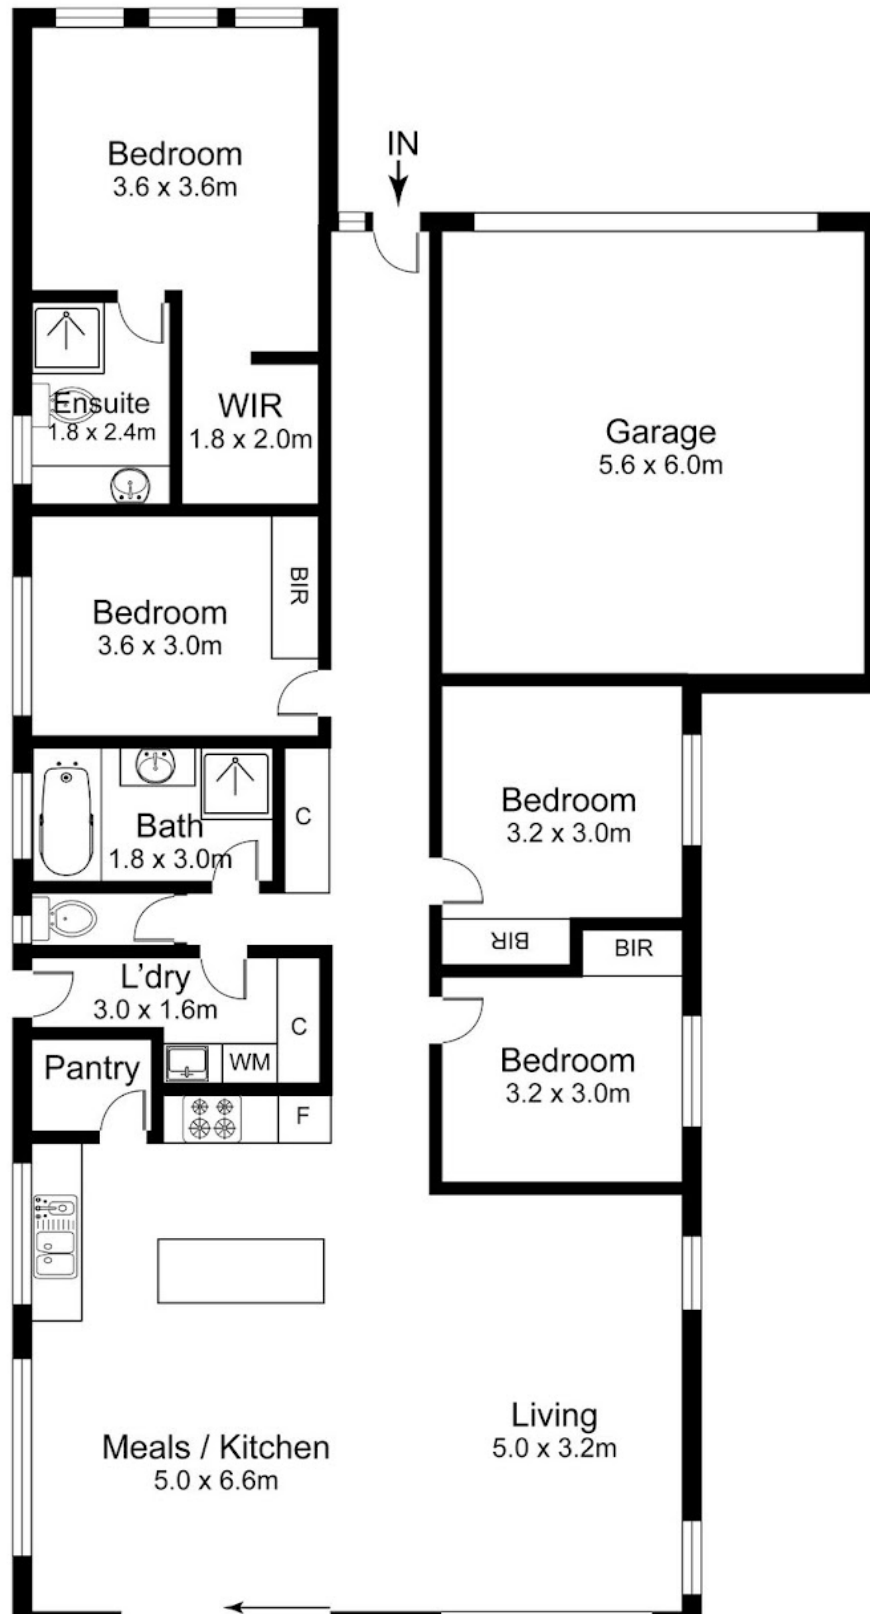 Bedroom
3.6 x 3.6m
IN
Ensuite
1.8 x 2.4m
WIR
1.8 x 2.0m
Garage
5.6 x 6.0m
Bedroom
3.6 x 3.0m
BIR
Bath
1.8 x 3.0m
C
Bedroom
3.2 x 3.0m
BIR
BIR
L'dry
3.0 x 1.6m
C
WM
Pantry
F
Bedroom
3.2 x 3.0m
Meals / Kitchen
5.0 x 6.6m
Living
5.0 x 3.2m